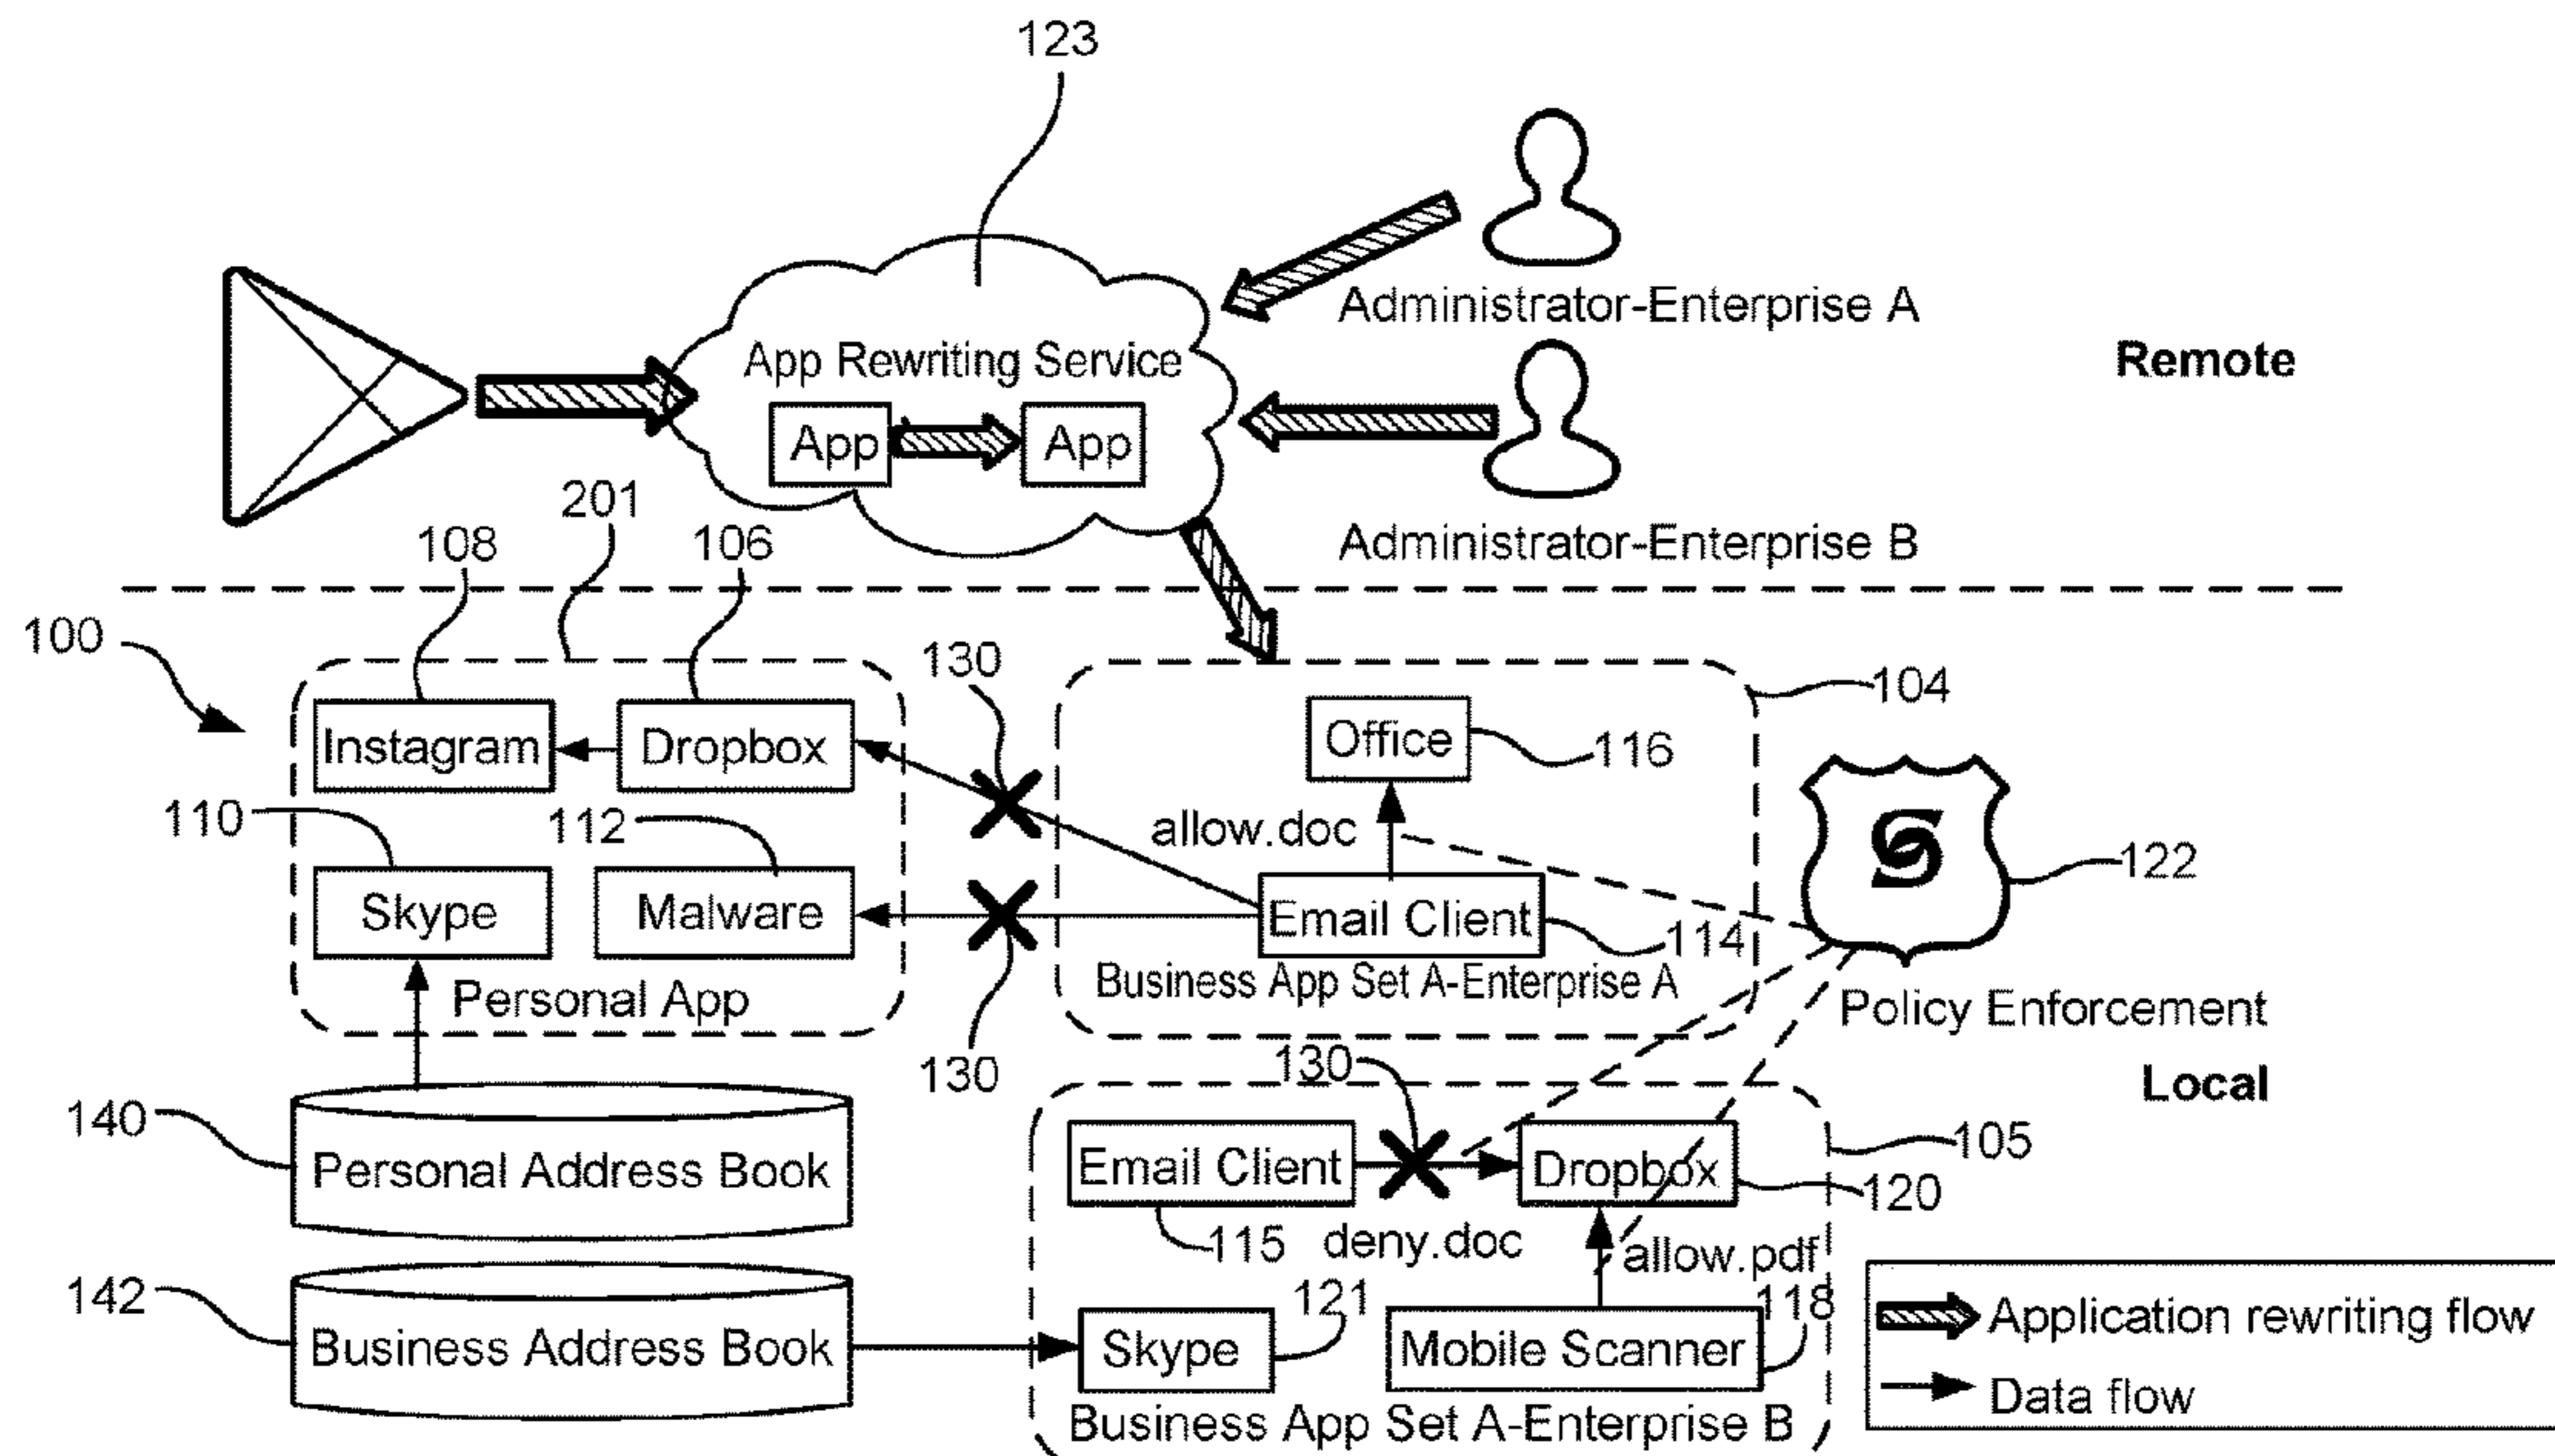 123
Administrator-Enterprise A
App Rewriting Service
Remote
App
App
201
108
106
Administrator-Enterprise B
100
130
104
Instagram
Dropbox
Office
116
110
112
allow.doc
122
Skype
Malware
Email Client
114
Personal App
Business App Set A-Enterprise A
Policy Enforcement
130
130
Local
140
Personal Address Book
Email Client
Dropbox
105
120
115
deny.doc
allow.pdf
142
Business Address Book
Skype
121
Mobile Scanner
118
Application rewriting flow
Data flow
Business App Set A-Enterprise B